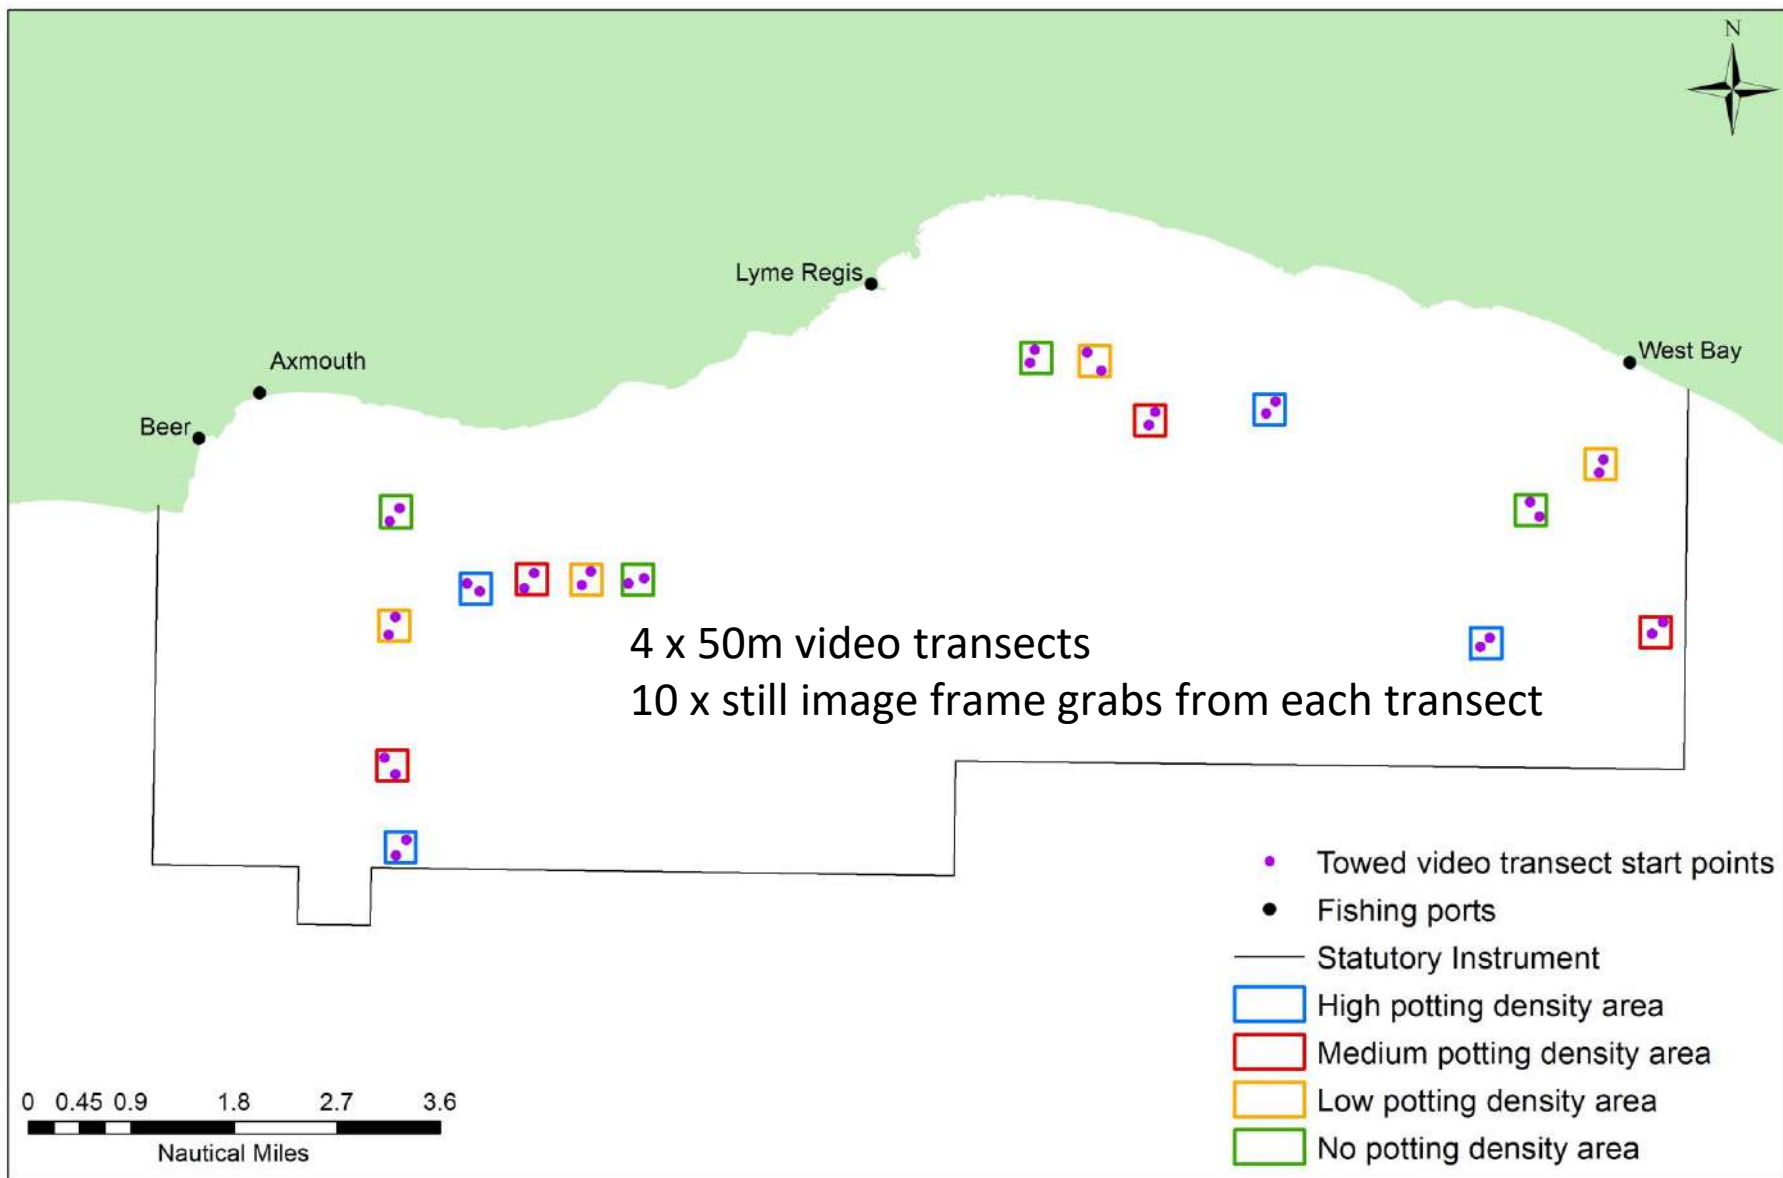 N
Lyme Regis
Axmouth
West Bay
Beer
4 x 50m video transects
10 x still image frame grabs from each transect
Towed video transect start points
Fishing ports
Statutory Instrument
High potting density area
Medium potting density area
Low potting density area
No potting density area
0 0.45 0.9 1.8 2.7 3.6
Nautical Miles